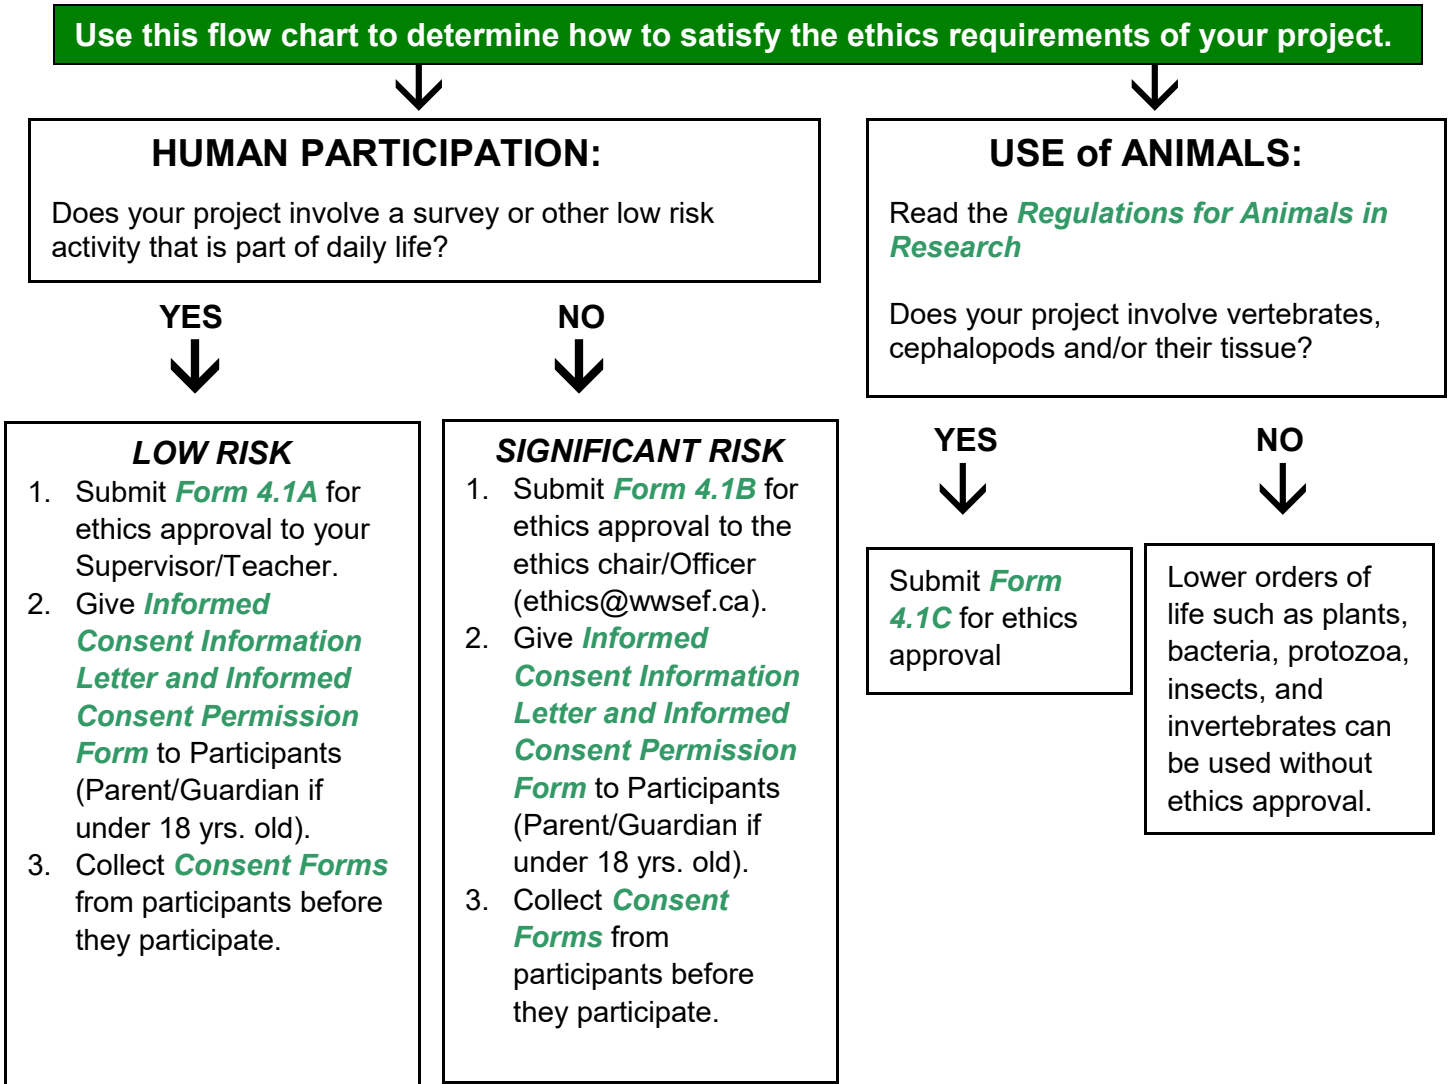 Use this flow chart to determine how to satisfy the ethics requirements of your project.
HUMAN PARTICIPATION:
Does your project involve a survey or other low risk
activity that is part of daily life?
YES
NO
LOW RISK
1. Submit Form 4.1A for
ethics approval to your
Supervisor/Teacher.
2. Give Informed
Consent Information
Letter and Informed
Consent Permission
Form to Participants
(Parent/Guardian if
under 18 yrs. old).
3. Collect Consent Forms
from participants before
they participate.
SIGNIFICANT RISK
1. Submit Form 4.1B for
ethics approval to the
ethics chair/Officer
(ethics@wwsef.ca).
2. Give Informed
Consent Information
Letter and Informed
Consent Permission
Form to Participants
(Parent/Guardian if
under 18 yrs. old).
3. Collect Consent
Forms from
participants before
they participate.
USE of ANIMALS:
Read the Regulations for Animals in
Research
Does your project involve vertebrates,
cephalopods and/or their tissue?
YES
NO
Submit Form
4.1C for ethics
approval
Lower orders of
life such as plants,
bacteria, protozoa,
insects, and
invertebrates can
be used without
ethics approval.